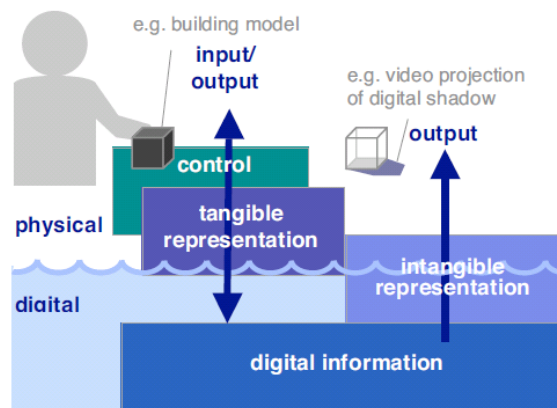 e.g. building model
input/
output
e.g. video projection
of digital shadow
output
control
tangible
representation
physical
intangible
representation
digital
digital information